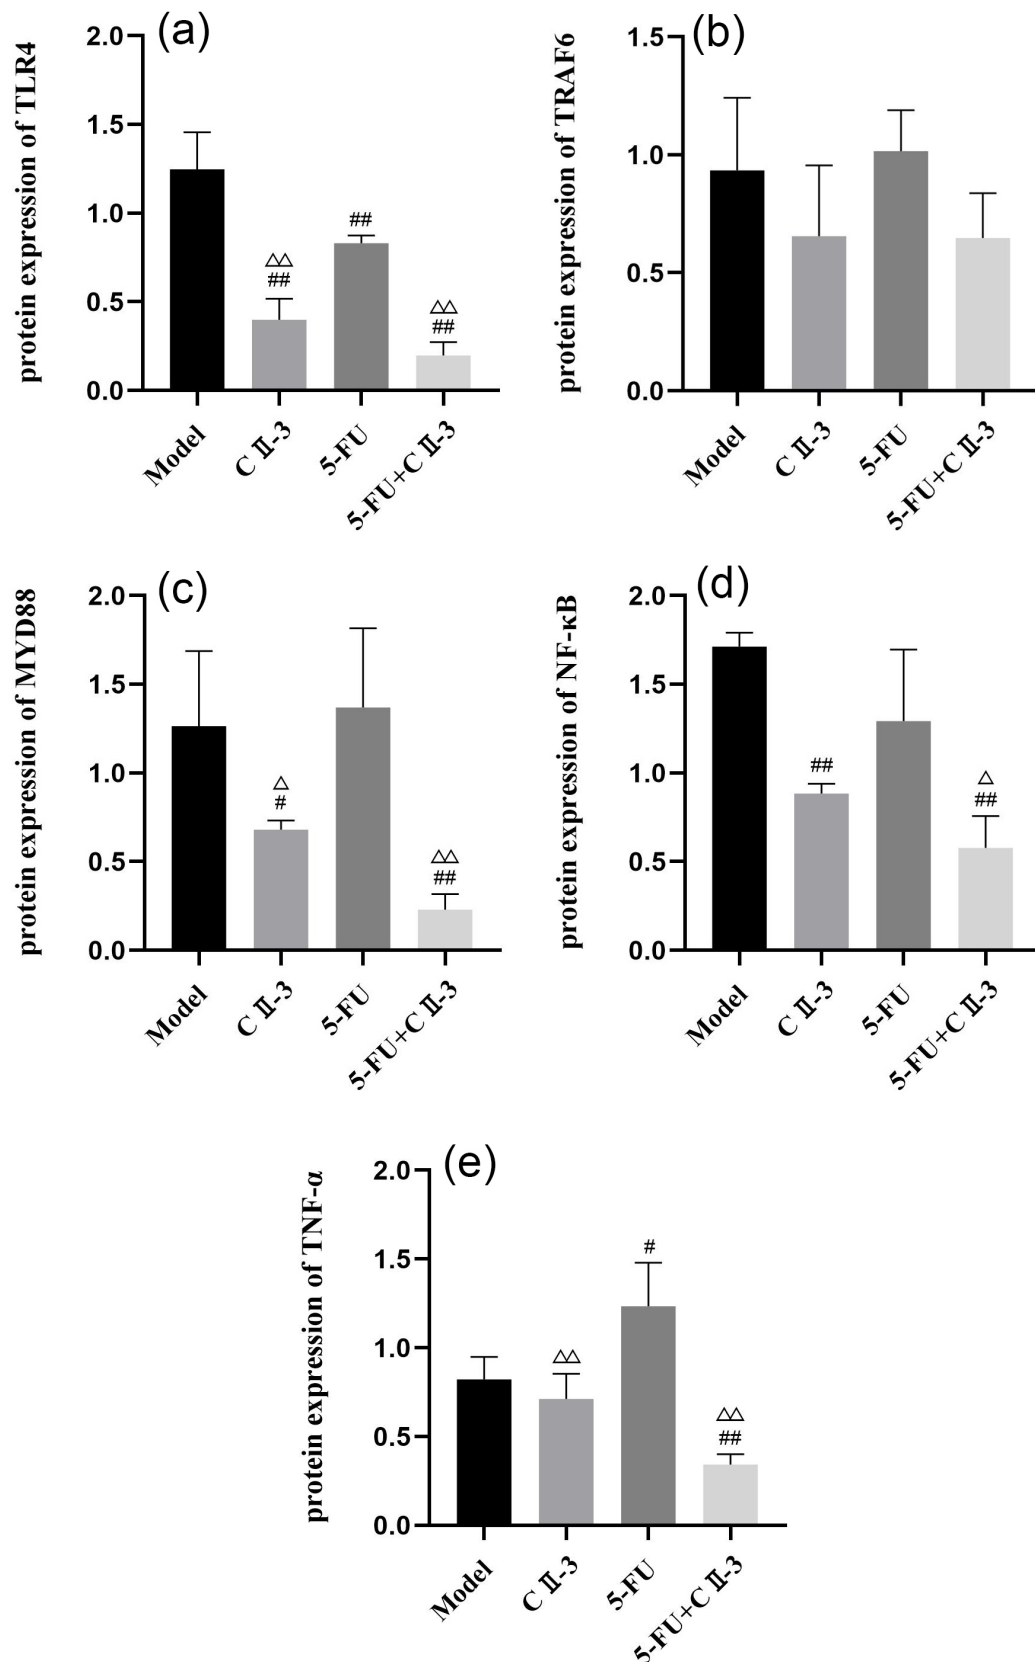 (a)
protein expression of TLR4
2.0
1.5
1.0
0.5
0.0
△△
##
##
△△
##
Model
C Ⅱ-3
5-FU
5-FU+C Ⅱ-3
(b)
protein expression of TRAF6
1.5
1.0
0.5
0.0
Model
C Ⅱ-3
5-FU
5-FU+C Ⅱ-3
(c)
protein expression of MYD88
2.0
1.5
1.0
0.5
0.0
△
#
△△
##
Model
C Ⅱ-3
5-FU
5-FU+C Ⅱ-3
(d)
protein expression of NF-κB
2.0
1.5
1.0
0.5
0.0
##
△
##
Model
C Ⅱ-3
5-FU
5-FU+C Ⅱ-3
(e)
protein expression of TNF-α
2.0
1.5
1.0
0.5
0.0
△△
#
△△
##
Model
C Ⅱ-3
5-FU
5-FU+C Ⅱ-3